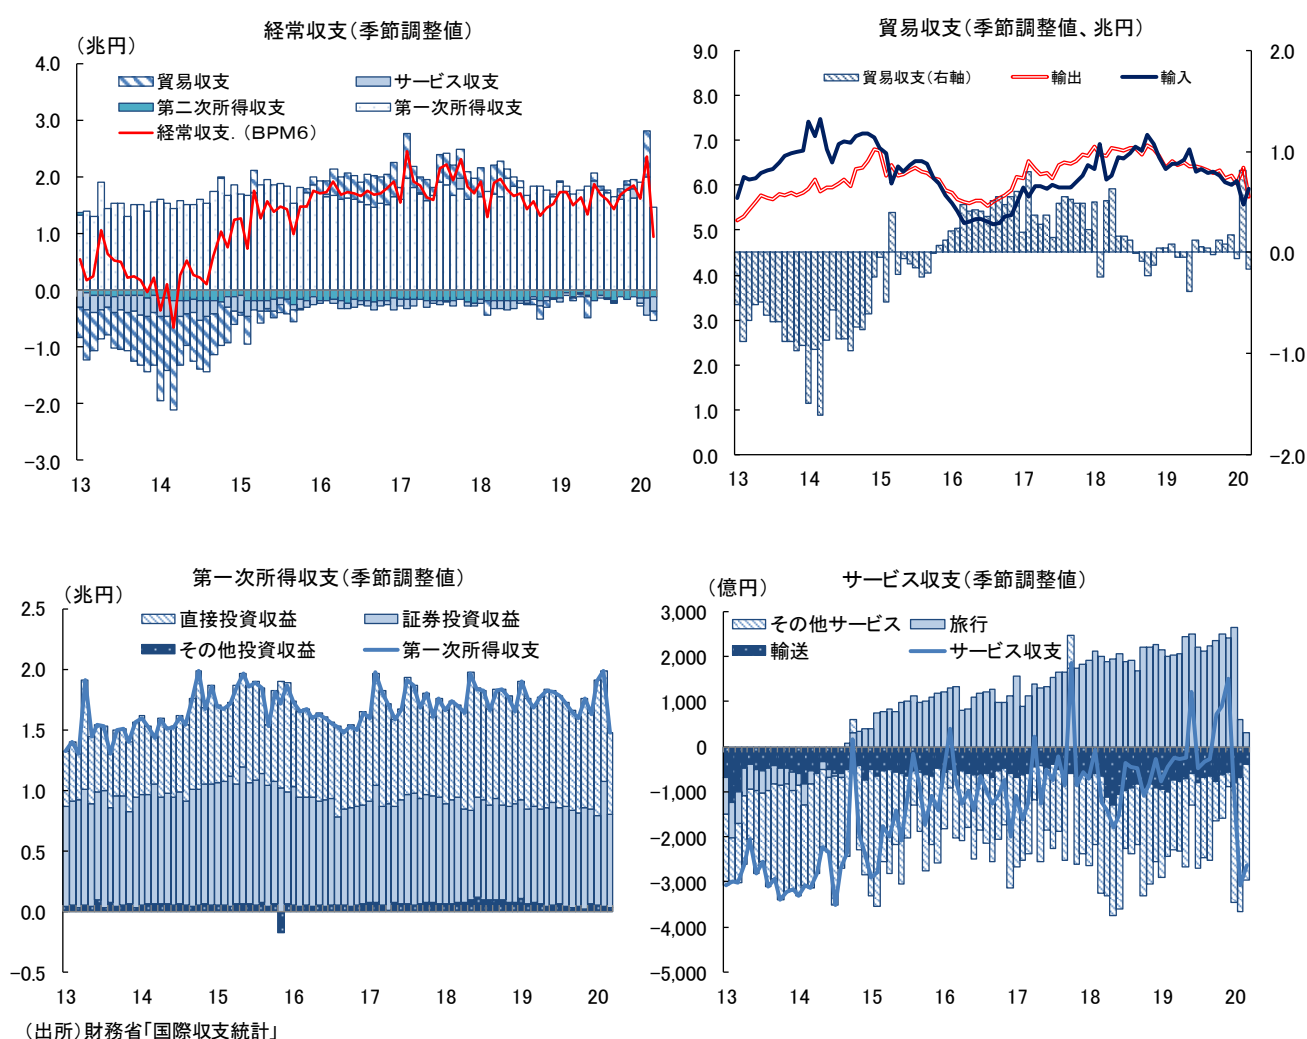 経常収支（季節調整値）
（兆円）
4.0
3.0
2.0
1.0
0.0
−1.0
−2.0
−3.0
貿易収支
サービス収支
第二次所得収支
第一次所得収支
経常収支．（ＢＰＭ６）
13 14 15 16 17 18 19 20
貿易収支（季節調整値、兆円）
9.0
8.0
7.0
6.0
5.0
4.0
3.0
2.0
1.0
0.0
2.0
1.0
0.0
−1.0
−2.0
貿易収支（右軸） 輸出 輸入
13 14 15 16 17 18 19 20
第一次所得収支（季節調整値）
（兆円）
2.5
2.0
1.5
1.0
0.5
0.0
−0.5
直接投資収益 証券投資収益
その他投資収益 第一次所得収支
13 14 15 16 17 18 19 20
サービス収支（季節調整値）
（億円）
3,000
2,000
1,000
0
−1,000
−2,000
−3,000
−4,000
−5,000
その他サービス 旅行
輸送 サービス収支
13 14 15 16 17 18 19 20
（出所）財務省「国際収支統計」